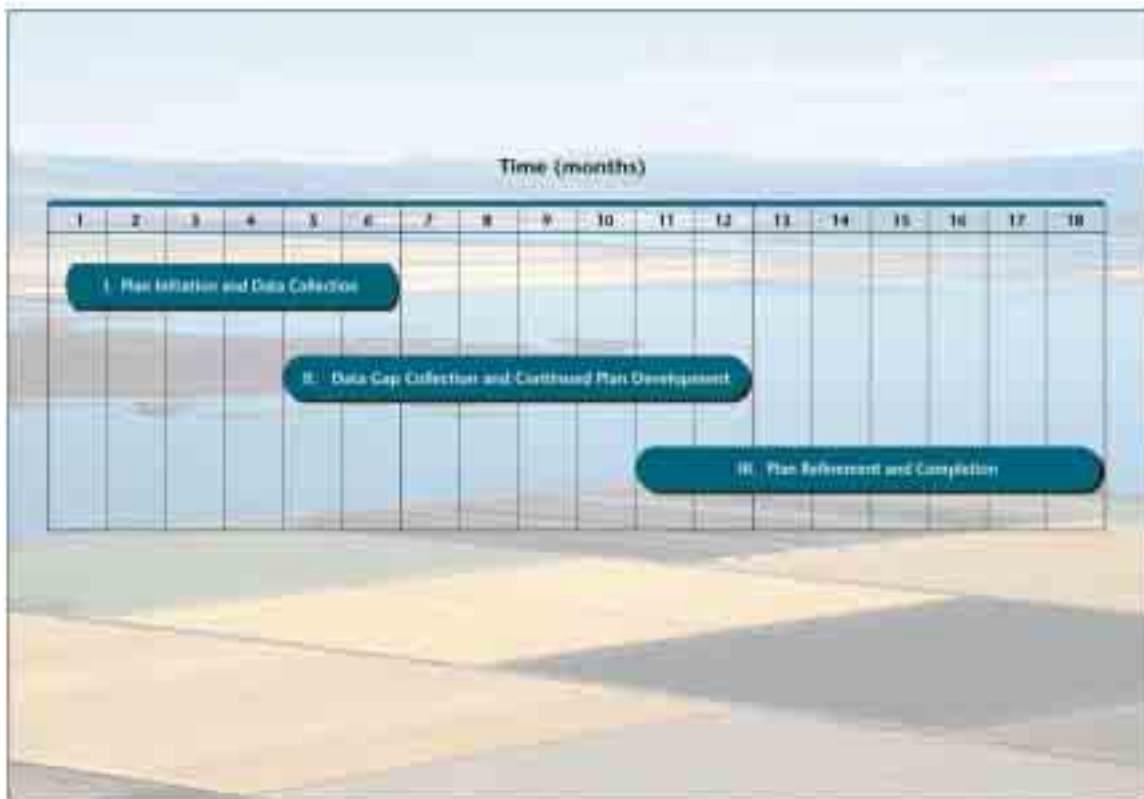 Time (months)
1 2 3 4 5 6 7 8 9 10 11 12 13 14 15 16 17 18
I. Plan Initiation and Data Collection
II. Data Gap Collection and Continued Plan Development
III. Plan Refinement and Completion